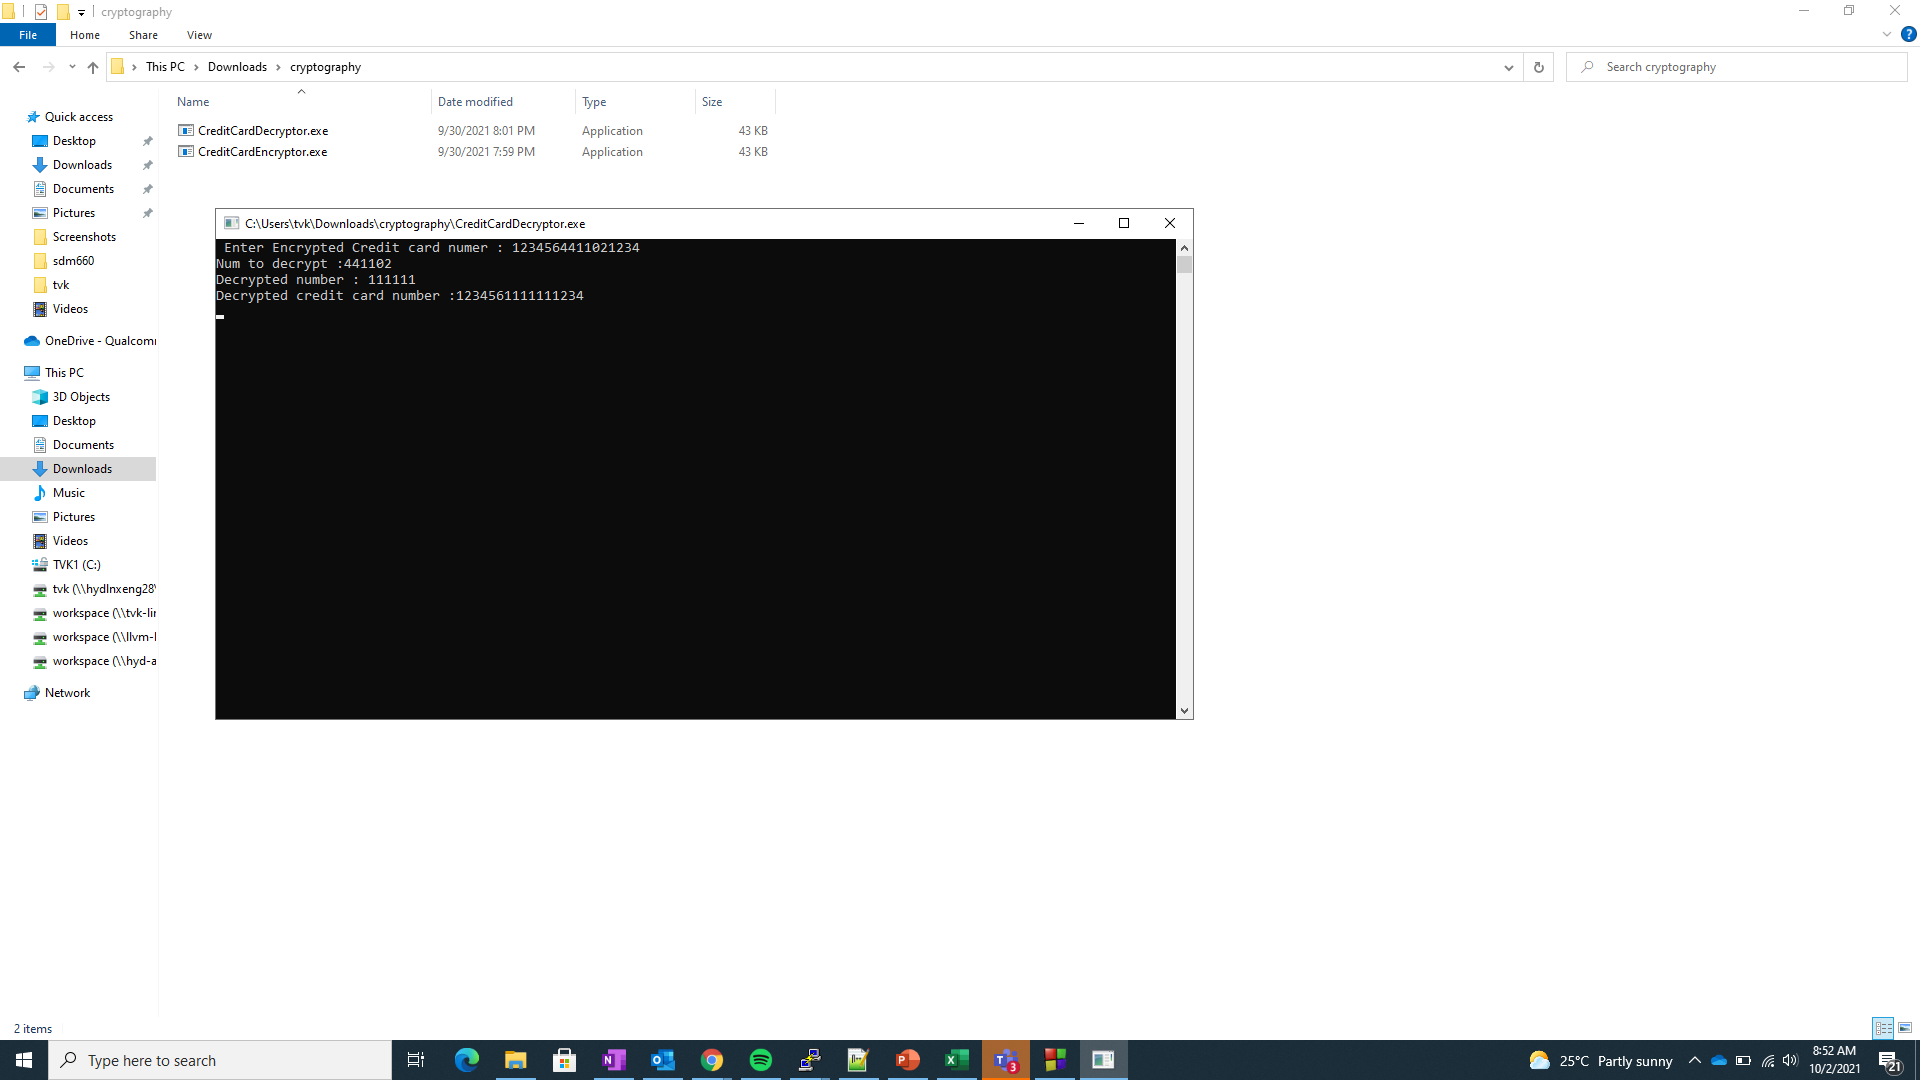 cryptography
File Home Share View
This PC Downloads cryptography
Search cryptography
Name Date modified Type Size
CreditCardDecryptor.exe 9/30/2021 8:01 PM Application 43 KB
CreditCardEncryptor.exe 9/30/2021 7:59 PM Application 43 KB
Quick access
Desktop
Downloads
Documents
Pictures
Screenshots
sdm660
tvk
Videos
OneDrive - Qualcomm
This PC
3D Objects
Desktop
Documents
Downloads
Music
Pictures
Videos
TVK1 (C:)
tvk (\\hydlnxeng28\
workspace (\\tvk-lir
workspace (\\llvm-l
workspace (\\hyd-a
Network
C:\Users\tvk\Downloads\cryptography\CreditCardDecryptor.exe
Enter Encrypted Credit card numer : 1234564411021234
Num to decrypt :441102
Decrypted number : 111111
Decrypted credit card number :1234561111111234
2 items
Type here to search
3
25°C Partly sunny
8:52 AM
10/2/2021
21